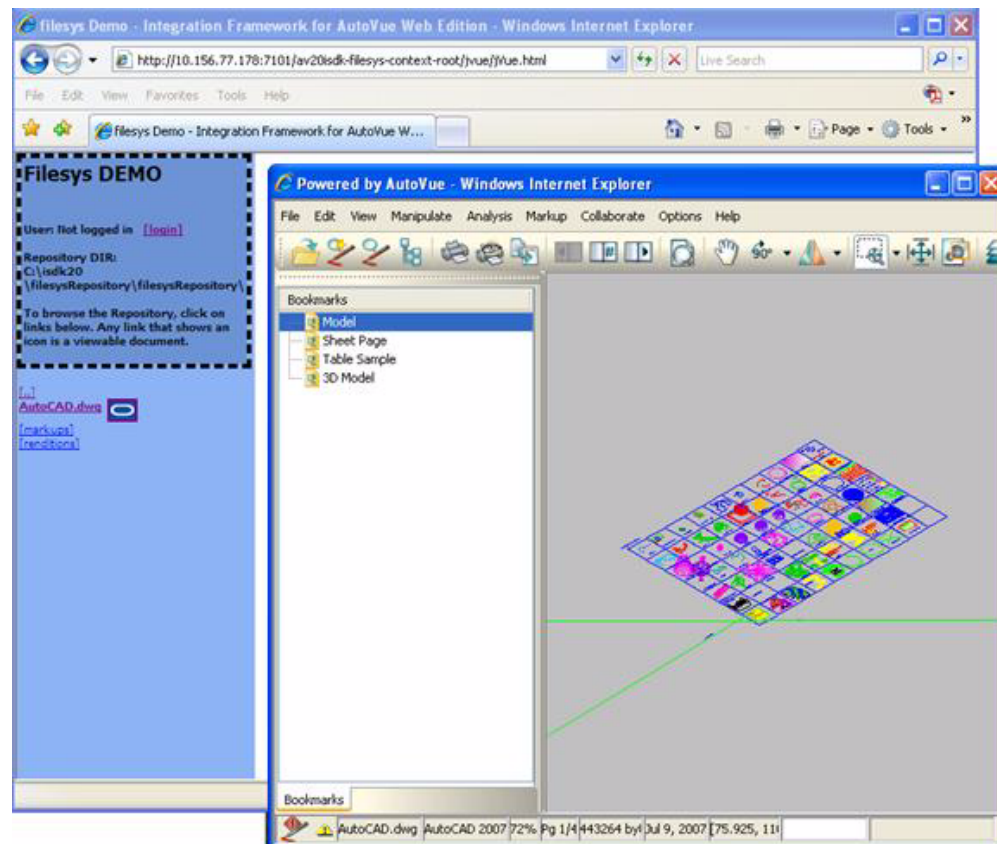 filesys Demo - Integration Framework for AutoVue Web Edition - Windows Internet Explorer
http://10.156.77.178:7101/av20isdk-filesys-context-root/jvue/jVue.html
Live Search
File Edit View Favorites Tools Help
filesys Demo - Integration Framework for AutoVue W...
Page Tools
Filesys DEMO
User: Not logged in [login]
Repository DIR:
C:\isdk20
\filesysRepository\filesysRepository\
To browse the Repository, click on
links below. Any link that shows an
icon is a viewable document.
[..]
AutoCAD.dwg
[markups]
[renditions]
Powered by AutoVue - Windows Internet Explorer
File Edit View Manipulate Analysis Markup Collaborate Options Help
90°
Bookmarks
Model
Sheet Page
Table Sample
3D Model
Bookmarks
AutoCAD.dwg AutoCAD 2007 72% Pg 1/4 443264 by Jul 9, 2007 [75.925, 11